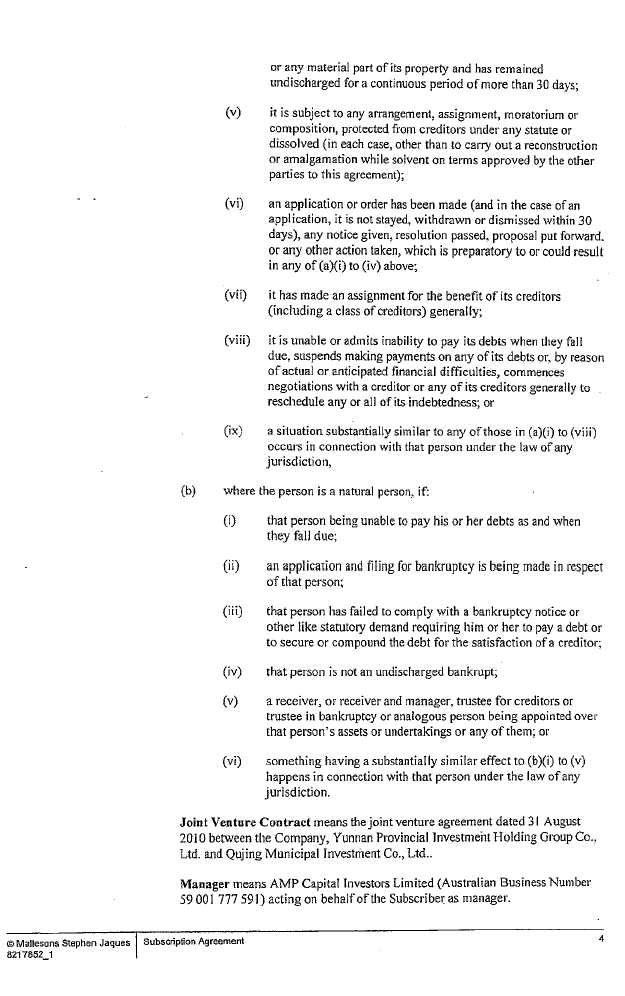 or any material part of its property and has remained
undischarged for a continuous period of more than 30 days;
(v) it is subject to any arrangement, assignment, moratorium or
composition, protected from creditors under any statute or
dissolved (in each case, other than to carry out a reconstruction
or amalgamation while solvent on terms approved by the other
parties to this agreement);
(vi) an application or order has been made (and in the case of an
application, it is not stayed, withdrawn or dismissed within 30
days), any notice given, resolution passed, proposal put forward,
or any other action taken, which is preparatory to or could result
in any of (a)(i) to (iv) above;
(vii) it has made an assignment for the benefit of its creditors
(including a class of creditors) generally;
(viii) it is unable or admits inability to pay its debts when they fall
due, suspends making payments on any of its debts or, by reason
of actual or anticipated financial difficulties, commences
negotiations with a creditor or any of its creditors generally to
reschedule any or all of its indebtedness; or
(ix) a situation substantially similar to any of those in (a)(i) to (viii)
occurs in connection with that person under the law of any
jurisdiction,
(b) where the person is a natural person, if:
(i) that person being unable to pay his or her debts as and when
they fall due;
(ii) an application and filing for bankruptcy is being made in respect
of that person;
(iii) that person has failed to comply with a bankruptcy notice or
other like statutory demand requiring him or her to pay a debt or
to secure or compound the debt for the satisfaction of a creditor;
(iv) that person is not an undischarged bankrupt;
(v) a receiver, or receiver and manager, trustee for creditors or
trustee in bankruptcy or analogous person being appointed over
that person's assets or undertakings or any of them; or
(vi) something having a substantially similar effect to (b)(i) to (v)
happens in connection with that person under the law of any
jurisdiction.
Joint Venture Contract means the joint venture agreement dated 31 August
2010 between the Company, Yunnan Provincial Investment Holding Group Co.,
Ltd. and Qujing Municipal Investment Co., Ltd..
Manager means AMP Capital Investors Limited (Australian Business Number
59 001 777 591) acting on behalf of the Subscriber as manager.
© Mallesons Stephen Jaques Subscription Agreement 4
8217852_1